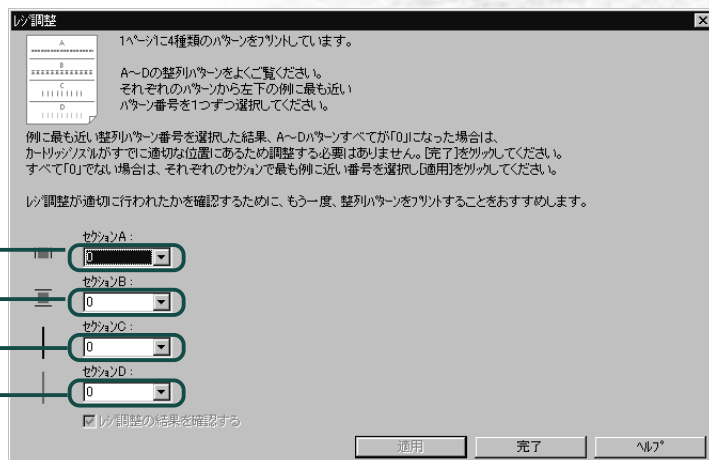 レジ調整
A
B
C
D
1ページに4種類のパターンをプリントしています。
A～Dの整列パターンをよくご覧ください。
それぞれのパターンから左下の例に最も近い
パターン番号を1つずつ選択してください。
例に最も近い整列パターン番号を選択した結果、A～Dパターンすべてが「0」になった場合は、
カートリッジノズルがすでに適切な位置にあるため調整する必要はありません。[完了]をクリックしてください。
すべて「0」でない場合は、それぞれのセクションで最も例に近い番号を選択し[適用]をクリックしてください。
レジ調整が適切に行われたかを確認するために、もう一度、整列パターンをプリントすることをおすすめします。
セクションA：
0
セクションB：
0
セクションC：
0
セクションD：
0
レジ調整の結果を確認する
適用 完了 ヘルプ